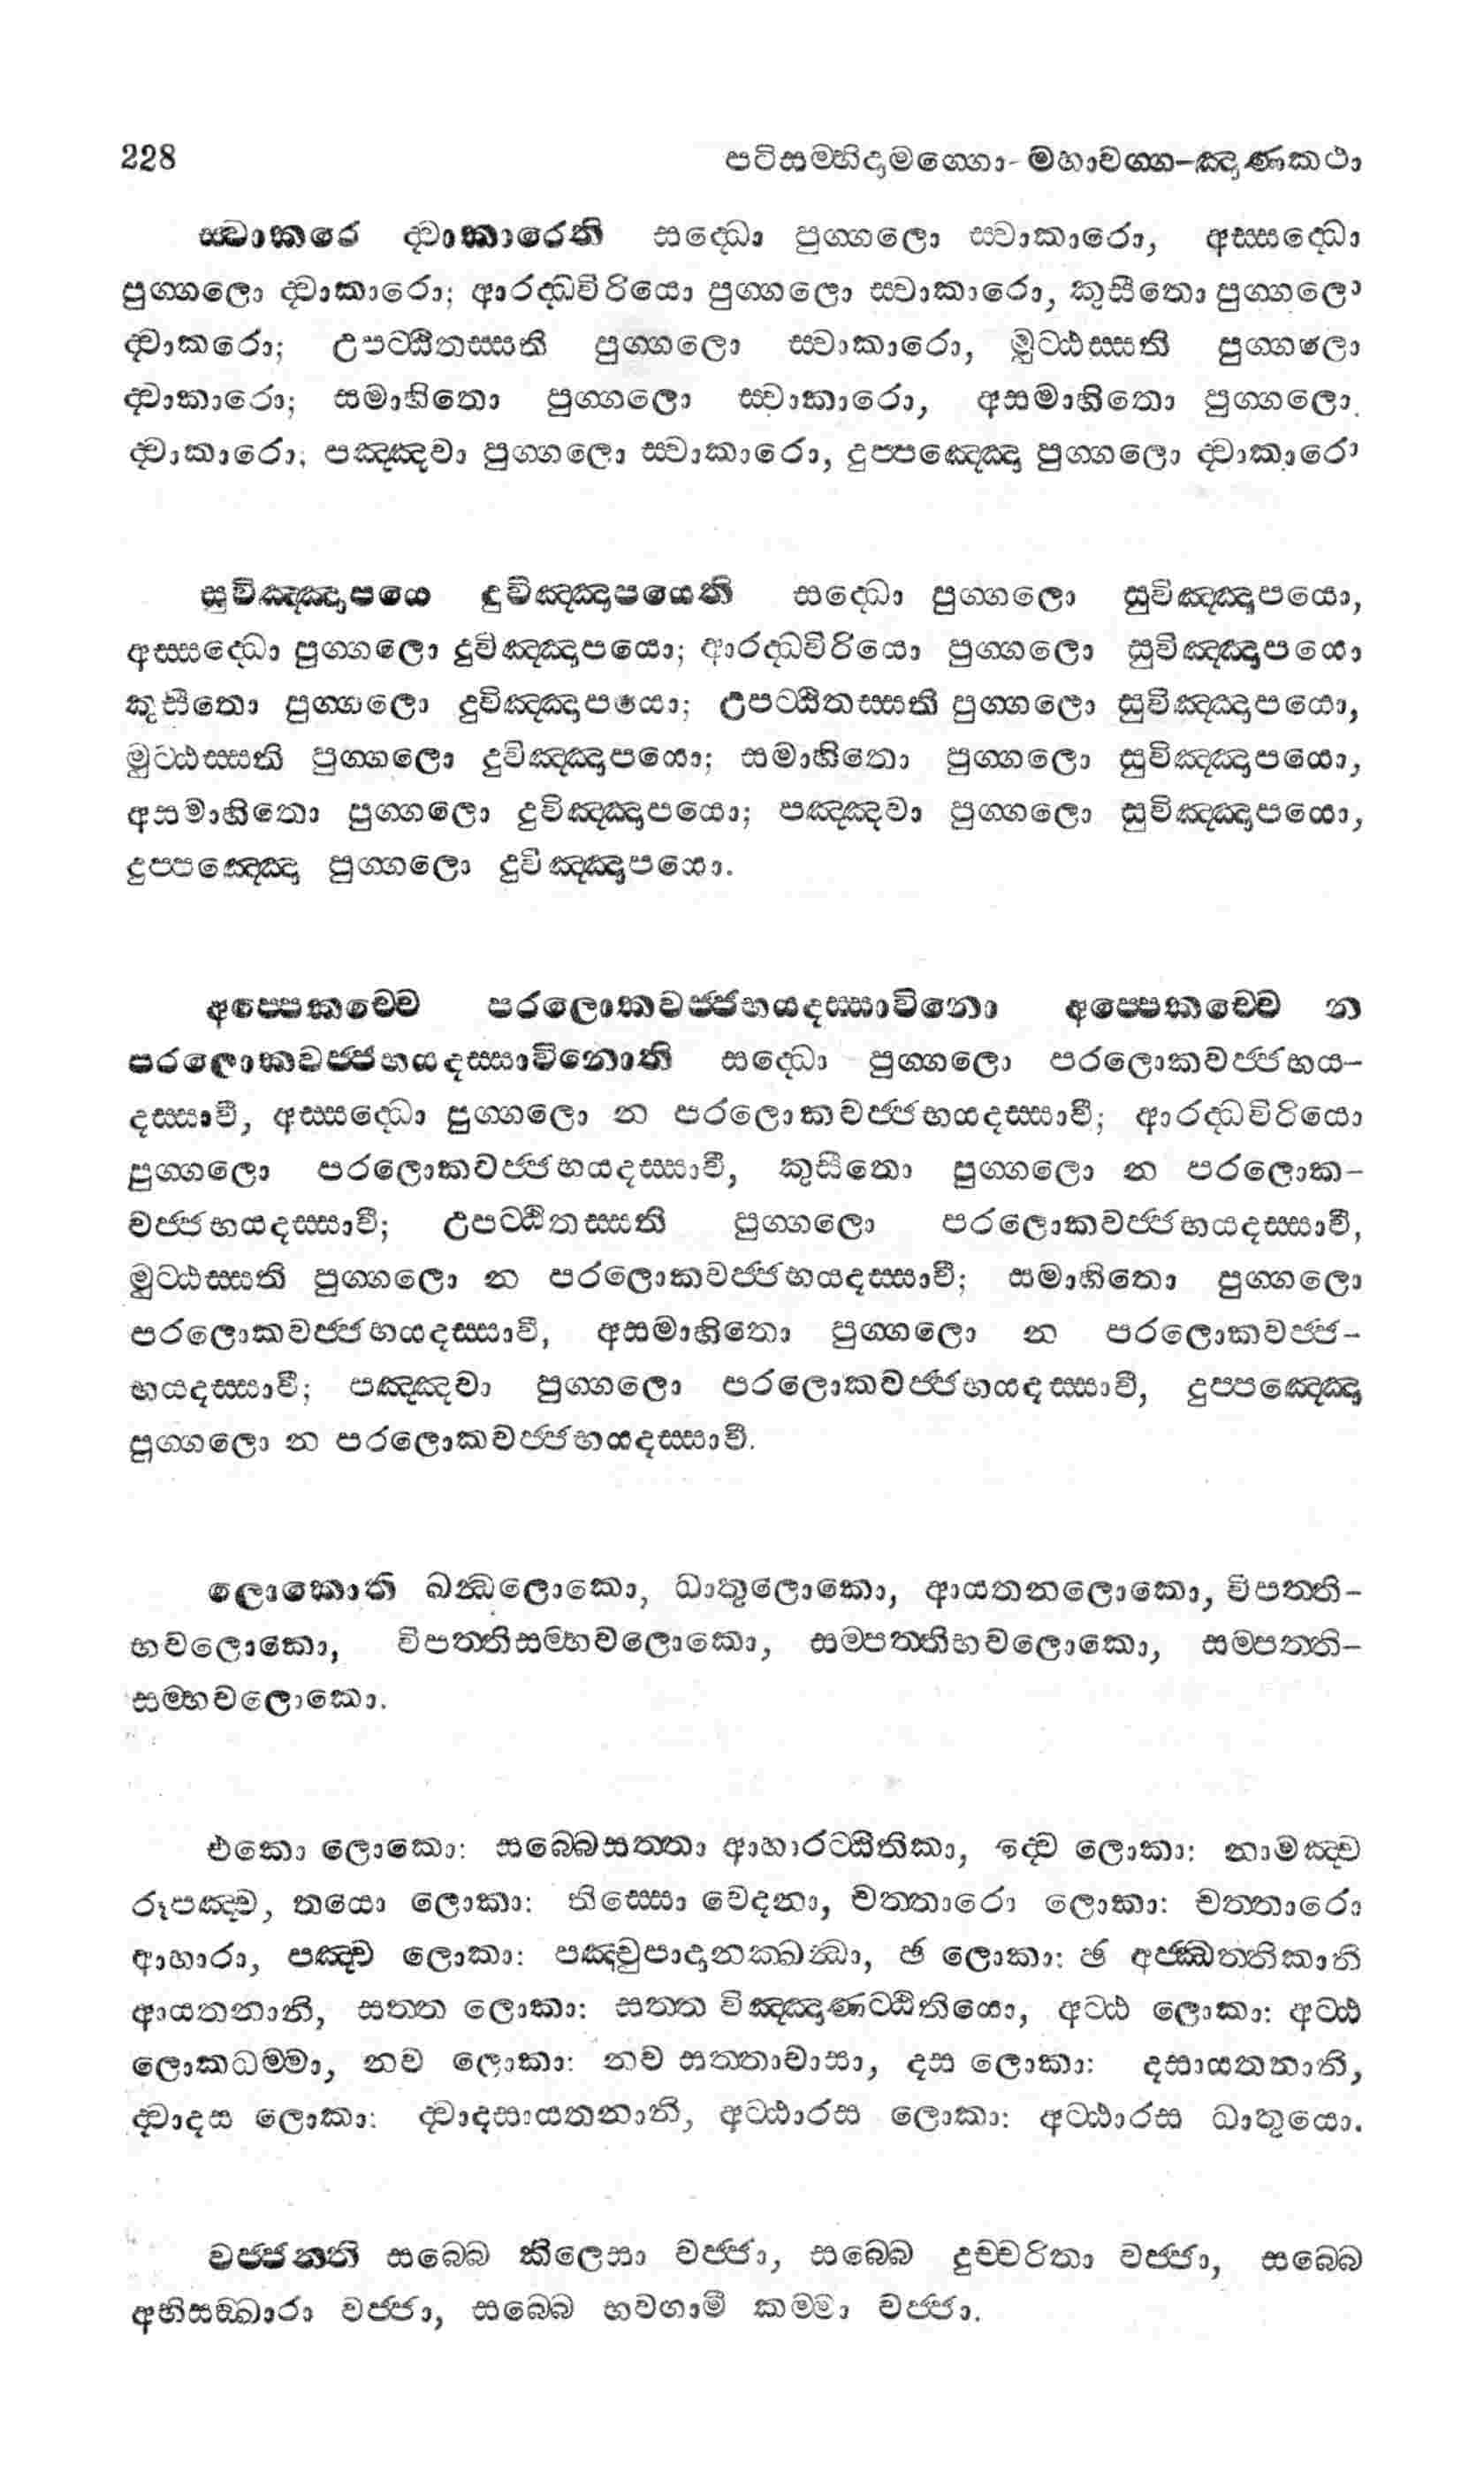 228 පටිසම්භිදාමග්ගො-මහාවග්ග-ඤාණකථා
ස්වාකාරෙ ද්වාකාරෙති සද්ධො පුග්ගලො ස්වාකාරො, අස්සද්ධො
පුග්ගලො ද්වාකාරො; ආරද්ධවිරියො පුග්ගලො ස්වාකාරො, කුසීතො පුග්ගලො
ද්වාකරො; උපට්ඨිතස්සති පුග්ගලො ස්වාකාරො, මුට්ඨස්සති පුග්ගලො
ද්වාකාරො; සමාහිතො පුග්ගලො ස්වාකාරො, අසමාහිතො පුග්ගලො
ද්වාකාරො; පඤ්ඤවා පුග්ගලො ස්වාකාරො, දුප්පඤ්ඤො පුග්ගලො ද්වාකාරො
සුවිඤ්ඤාපයෙ දුවිඤ්ඤාපයෙති සද්ධො පුග්ගලො සුවිඤ්ඤාපයො,
අස්සද්ධො පුග්ගලො දුවිඤ්ඤාපයො; ආරද්ධවිරියො පුග්ගලො සුවිඤ්ඤාපයො
කුසීතො පුග්ගලො දුවිඤ්ඤාපයො; උපට්ඨිතස්සති පුග්ගලො සුවිඤ්ඤාපයො,
මුට්ඨස්සති පුග්ගලො දුවිඤ්ඤාපයො; සමාහිතො පුග්ගලො සුවිඤ්ඤාපයො,
අසමාහිතො පුග්ගලො දුවිඤ්ඤාපයො; පඤ්ඤවා පුග්ගලො සුවිඤ්ඤාපයො,
දුප්පඤ්ඤො පුග්ගලො දුවිඤ්ඤාපයො.
අප්පෙකච්චෙ පරලොකවජ්ජභයදස්සාවිනො අප්පෙකච්චෙ න
පරලොකවජ්ජභයදස්සාවිනොති සද්ධො පුග්ගලො පරලොකවජ්ජභය-
දස්සාවී, අස්සද්ධො පුග්ගලො න පරලොකවජ්ජභයදස්සාවී; ආරද්ධවිරියො
පුග්ගලො පරලොකවජ්ජභයදස්සාවී, කුසීතො පුග්ගලො න පරලොක-
වජ්ජභයදස්සාවී; උපට්ඨිතස්සති පුග්ගලො පරලොකවජ්ජභයදස්සාවී,
මුට්ඨස්සති පුග්ගලො න පරලොකවජ්ජභයදස්සාවී; සමාහිතො පුග්ගලො
පරලොකවජ්ජභයදස්සාවී, අසමාහිතො පුග්ගලො න පරලොකවජ්ජ-
භයදස්සාවී; පඤ්ඤවා පුග්ගලො පරලොකවජ්ජභයදස්සාවී, දුප්පඤ්ඤො
පුග්ගලො න පරලොකවජ්ජභයදස්සාවී.
ලොකොති ඛන්ධලොකො, ධාතුලොකො, ආයතනලොකො, විපත්ති-
භවලොකො, විපත්තිසම්භවලොකො, සම්පත්තිභවලොකො, සම්පත්ති-
සම්භවලොකො.
එකො ලොකො: සබ්බෙසත්තා ආහාරට්ඨිතිකා, ද්වෙ ලොකා: නාමඤ්ච
රූපඤ්ච, තයො ලොකා: තිස්සො වෙදනා, චත්තාරො ලොකා: චත්තාරො
ආහාරා, පඤ්ච ලොකා: පඤ්චුපාදානක්ඛන්ධා, ඡ ලොකා: ඡ අජ්ඣත්තිකානි
ආයතනානි, සත්ත ලොකා: සත්ත විඤ්ඤාණට්ඨිතියො, අට්ඨ ලොකා: අට්ඨ
ලොකධම්මා, නව ලොකා: නව සත්තාවාසා, දස ලොකා: දසායතනානි,
ද්වාදස ලොකා: ද්වාදසායතනානි, අට්ඨාරස ලොකා: අට්ඨාරස ධාතුයො.
වජ්ජන්ති සබ්බෙ කිලෙසා වජ්ජා, සබ්බෙ දුච්චරිතා වජ්ජා, සබ්බෙ
අභිසඞ්ඛාරා වජ්ජා, සබ්බෙ භවගාමී කම්මා වජ්ජා.